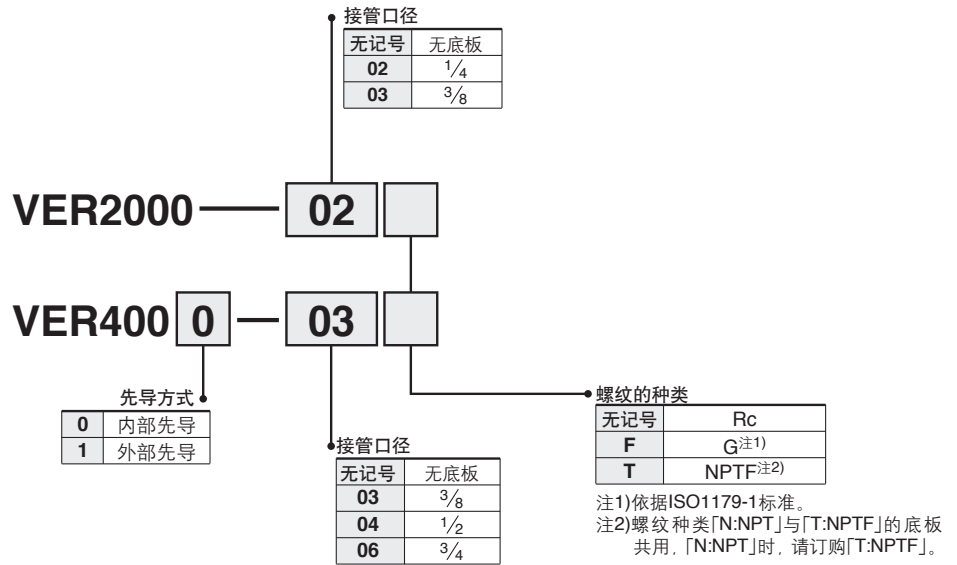 接管口径
无记号 无底板
02 1/4
03 3/8
VER2000 — 02
VER400 0 — 03
先导方式
0 内部先导
1 外部先导
接管口径
无记号 无底板
03 3/8
04 1/2
06 3/4
螺纹的种类
无记号 Rc
F G注1)
T NPTF注2)
注1)依据ISO1179-1标准。
注2)螺纹种类「N:NPT」与「T:NPTF」的底板
共用,「N:NPT」时, 请订购「T:NPTF」。